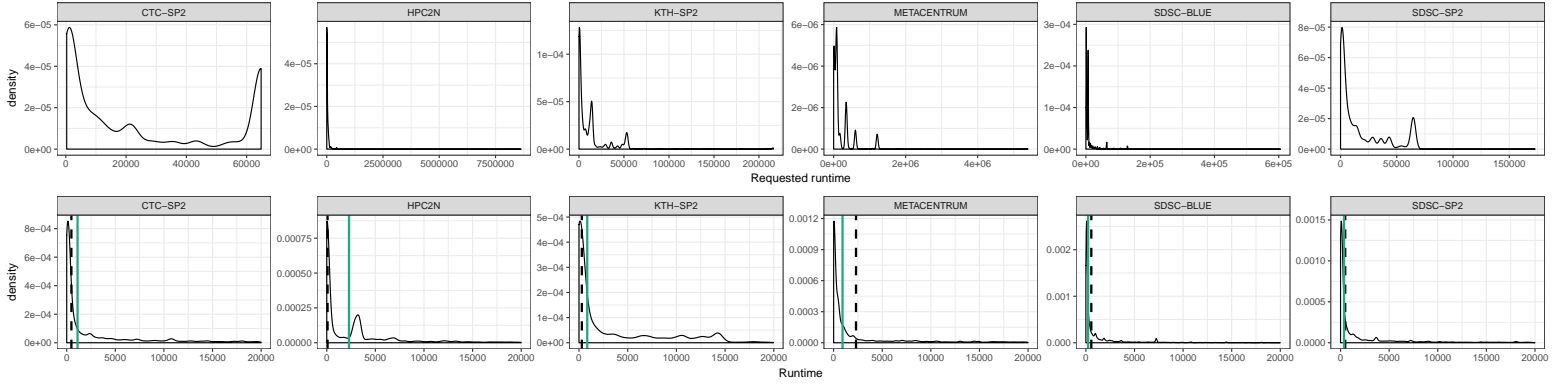 CTC−SP2
HPC2N
KTH−SP2
METACENTRUM
SDSC−BLUE
SDSC−SP2
density
6e−05
4e−05
2e−05
0e+00
0
20000
40000
60000
4e−05
2e−05
0e+00
0
250000
500000
750000
1e−04
5e−05
0e+00
0
50000
100000
150000
200000
6e−06
4e−06
2e−06
0e+00
0e+00
2e+06
4e+06
3e−04
2e−04
1e−04
0e+00
0e+00
2e+05
4e+05
6e+05
8e−05
6e−05
4e−05
2e−05
0e+00
0
50000
100000
150000
Requested runtime
CTC−SP2
HPC2N
KTH−SP2
METACENTRUM
SDSC−BLUE
SDSC−SP2
density
8e−04
6e−04
4e−04
2e−04
0e+00
0
5000
10000
15000
20000
0.00075
0.00050
0.00025
0.00000
0
5000
10000
15000
20000
5e−04
4e−04
3e−04
2e−04
1e−04
0e+00
0
5000
10000
15000
20000
0.0012
0.0009
0.0006
0.0003
0.0000
0
5000
10000
15000
20000
0.002
0.001
0.000
0
5000
10000
15000
20000
0.0015
0.0010
0.0005
0.0000
0
5000
10000
15000
20000
Runtime